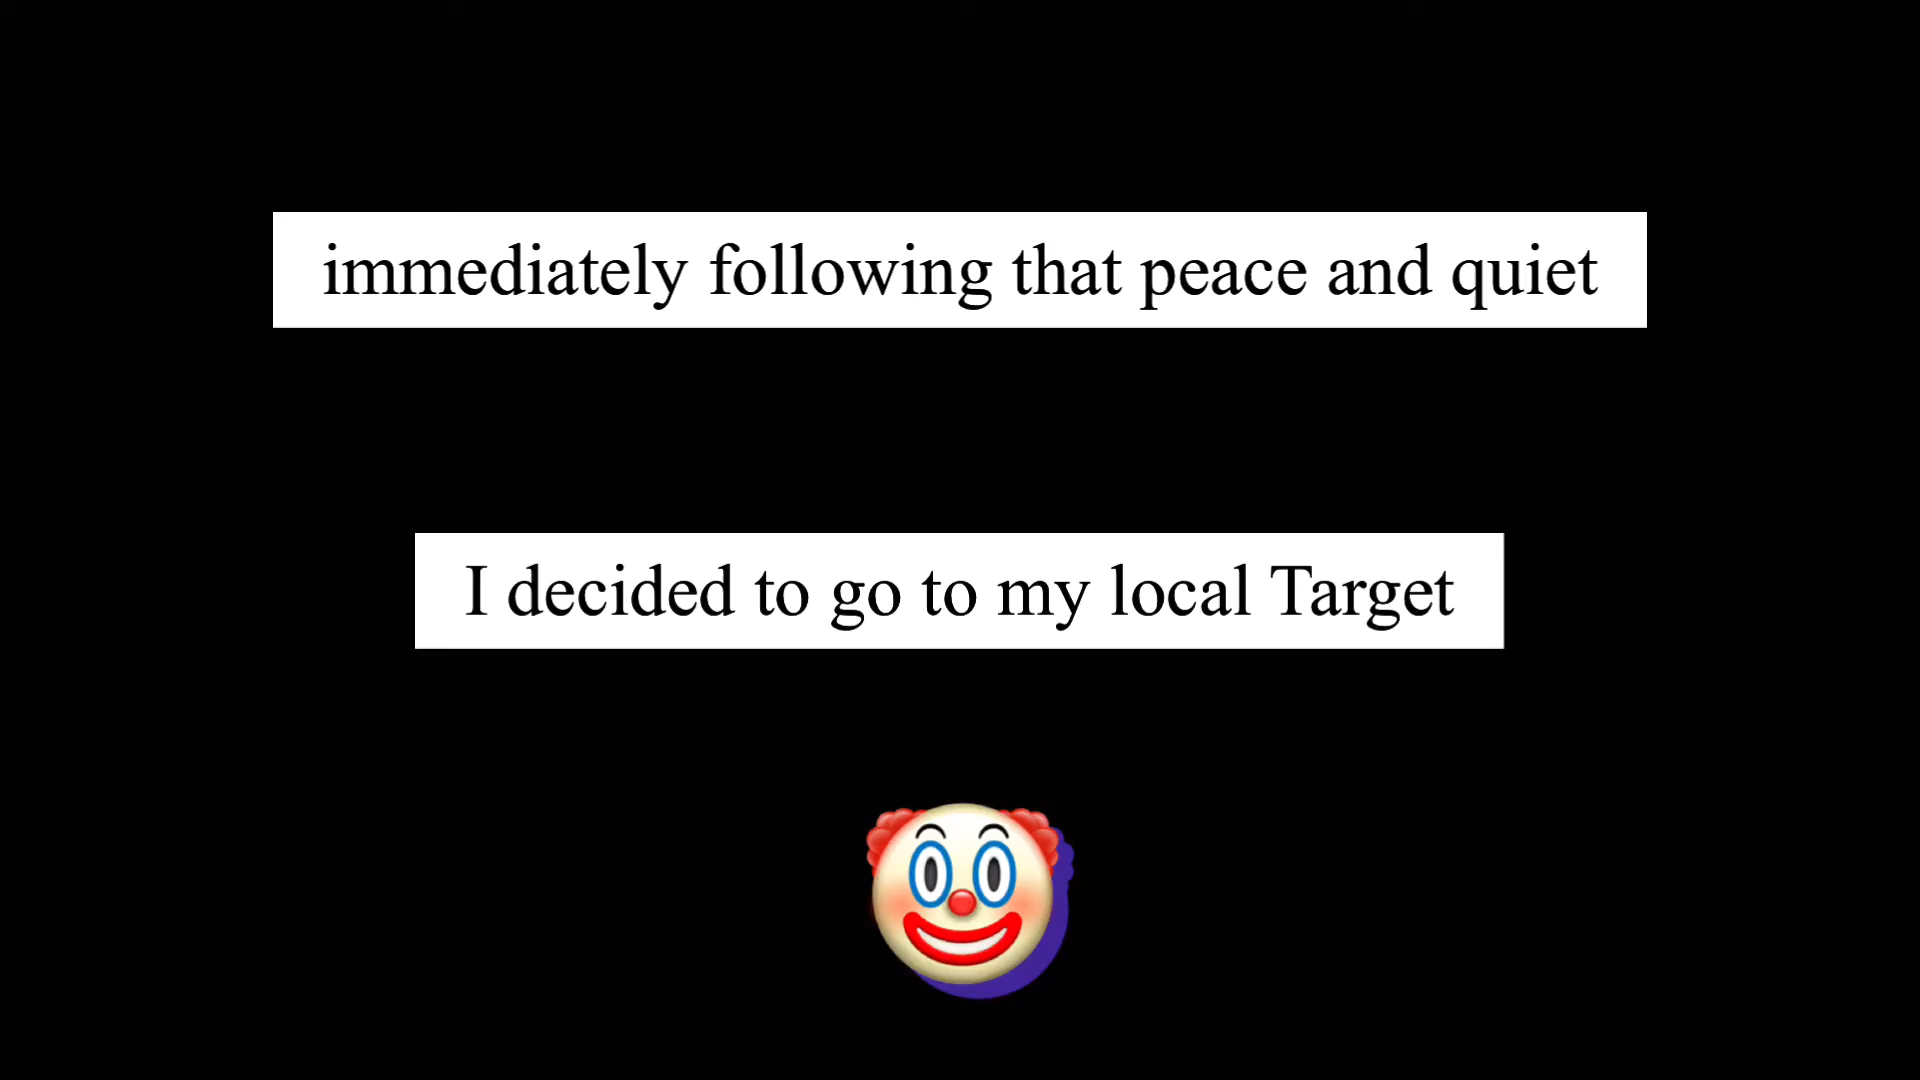 immediately following that peace and quiet
I decided to go to my local Target